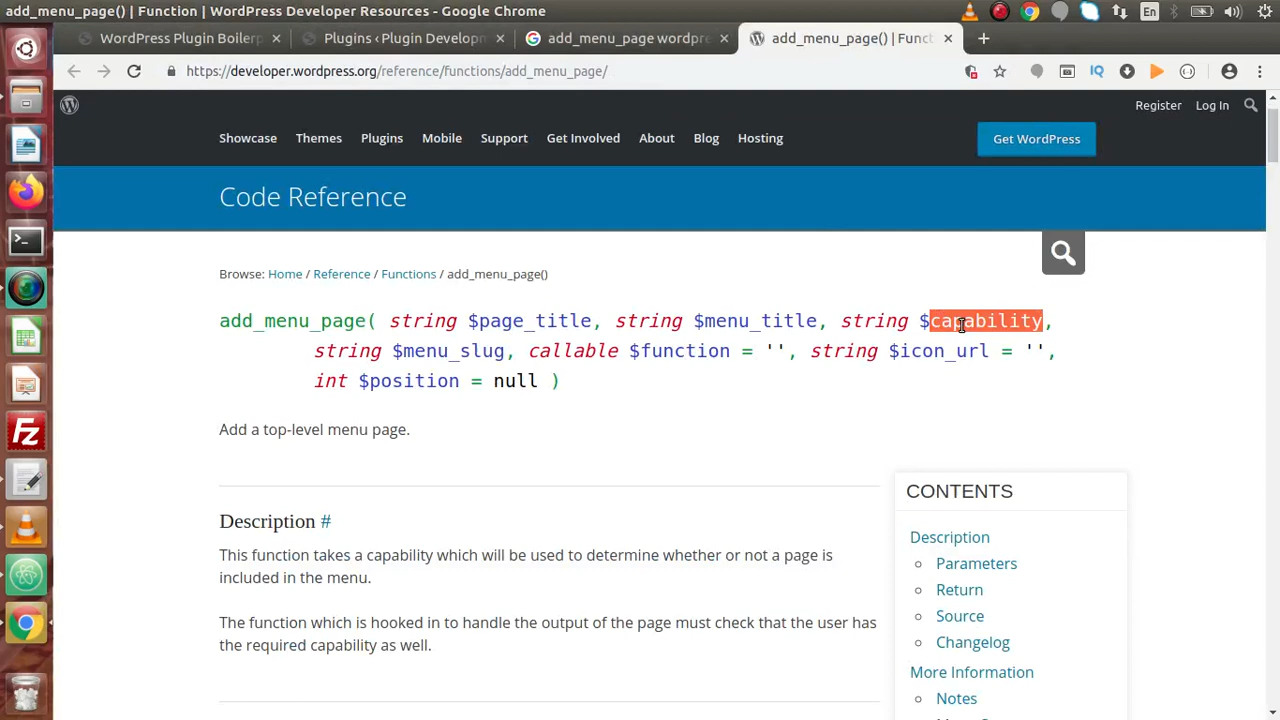 add_menu_page() | Function | WordPress Developer Resources - Google Chrome
En
WordPress Plugin Boilerp
Plugins ‹ Plugin Developm
add_menu_page wordpre
add_menu_page() | Funct
https://developer.wordpress.org/reference/functions/add_menu_page/
IQ
Register
Log In
Showcase
Themes
Plugins
Mobile
Support
Get Involved
About
Blog
Hosting
Get WordPress
Code Reference
Browse: Home / Reference / Functions / add_menu_page()
add_menu_page( string $page_title, string $menu_title, string $capability,
string $menu_slug, callable $function = '', string $icon_url = '',
int $position = null )
Add a top-level menu page.
CONTENTS
Description #
Description
This function takes a capability which will be used to determine whether or not a page is
included in the menu.
Parameters
Return
Source
The function which is hooked in to handle the output of the page must check that the user has
the required capability as well.
Changelog
More Information
Notes